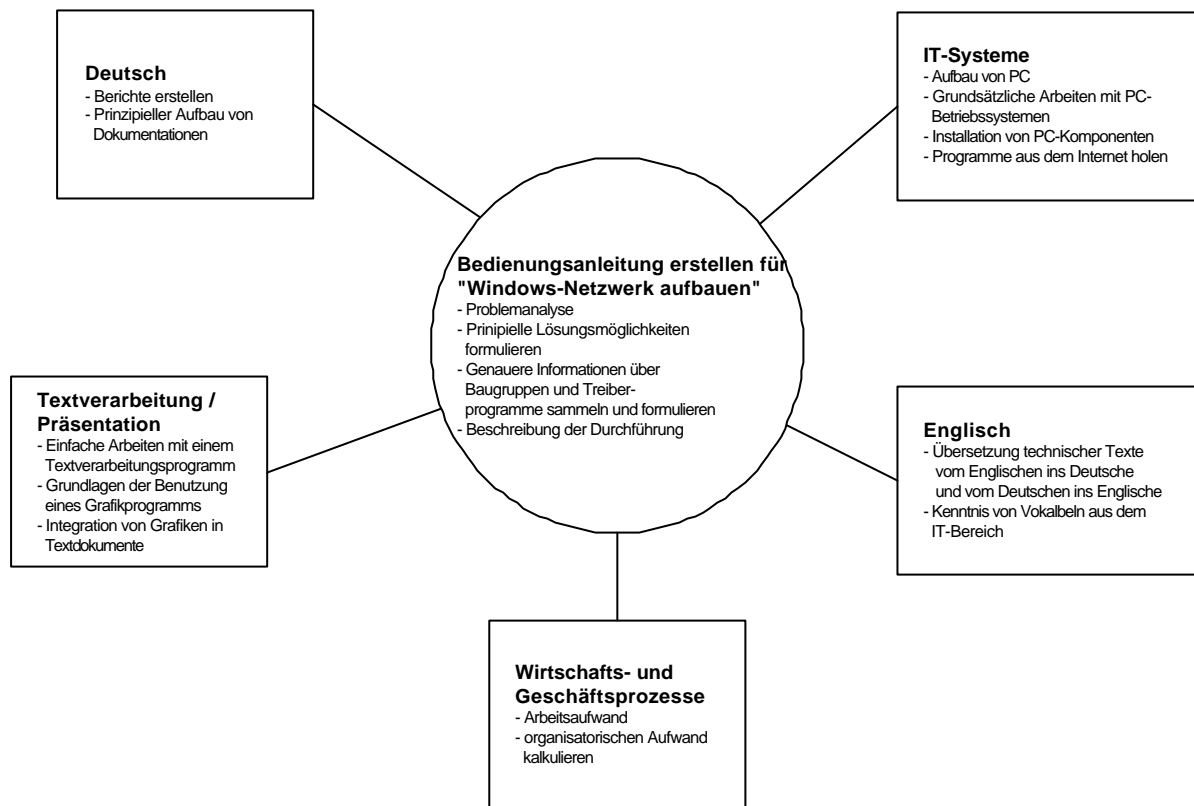 Deutsch
- Berichte erstellen
- Prinzipieller Aufbau von
Dokumentationen
IT-Systeme
- Aufbau von PC
- Grundsätzliche Arbeiten mit PC-
Betriebssystemen
- Installation von PC-Komponenten
- Programme aus dem Internet holen
Bedienungsanleitung erstellen für
"Windows-Netzwerk aufbauen"
- Problemanalyse
- Prinipielle Lösungsmöglichkeiten
formulieren
- Genauere Informationen über
Baugruppen und Treiber-
programme sammeln und formulieren
- Beschreibung der Durchführung
Textverarbeitung /
Präsentation
- Einfache Arbeiten mit einem
Textverarbeitungsprogramm
- Grundlagen der Benutzung
eines Grafikprogramms
- Integration von Grafiken in
Textdokumente
Englisch
- Übersetzung technischer Texte
vom Englischen ins Deutsche
und vom Deutschen ins Englische
- Kenntnis von Vokalbeln aus dem
IT-Bereich
Wirtschafts- und
Geschäftsprozesse
- Arbeitsaufwand
- organisatorischen Aufwand
kalkulieren